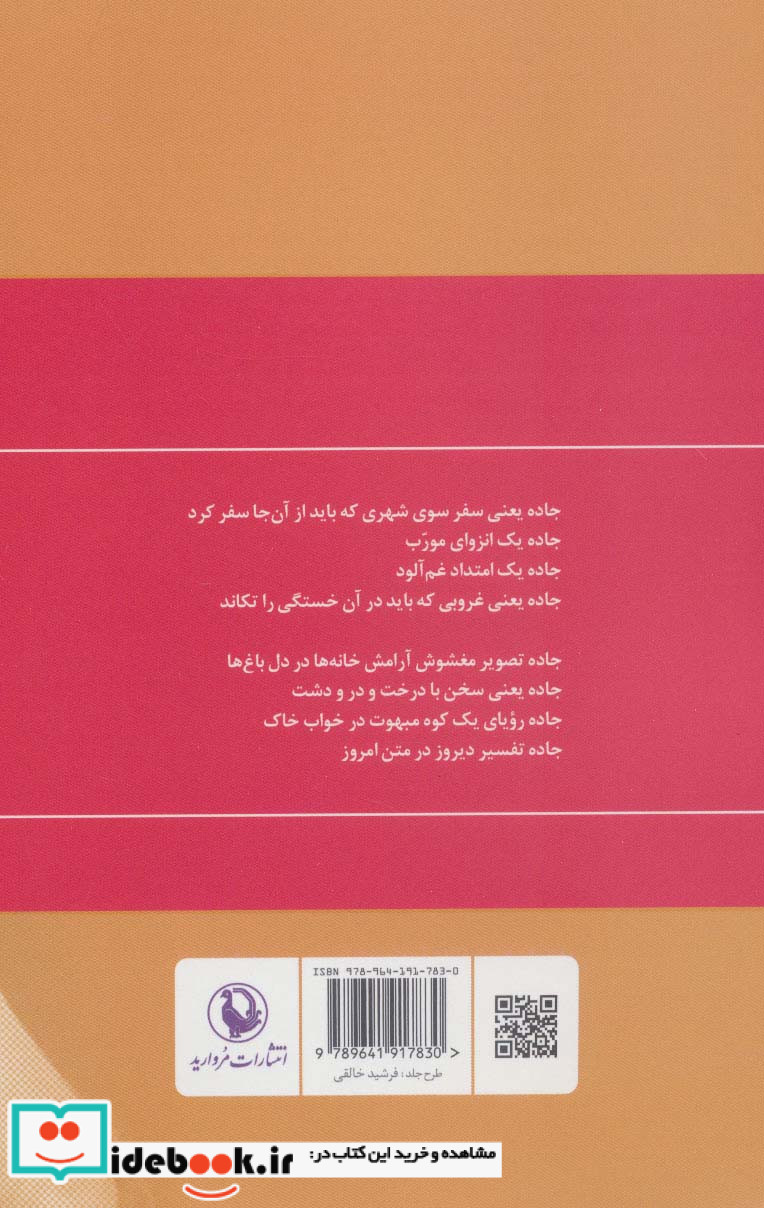 جاده یعنی سفر سوی شهری که باید از آن‌جا سفر کرد
جاده یک انزوای مورّب
جاده یک امتداد غم‌آلود
جاده یعنی غروبی که باید در آن خستگی را تکاند
جاده تصویر مغشوش آرامش خانه‌ها در دل باغ‌ها
جاده یعنی سخن با درخت و در و دشت
جاده رؤیای یک کوه مبهوت در خواب خاک
جاده تفسیر دیروز در متن امروز
ISBN 978-964-191-783-0
9 789641 917830 >
طرح جلد: فرشید خالقی
انتشارات مُروارید
مشاهده و خرید این کتاب در:
idebook.ir